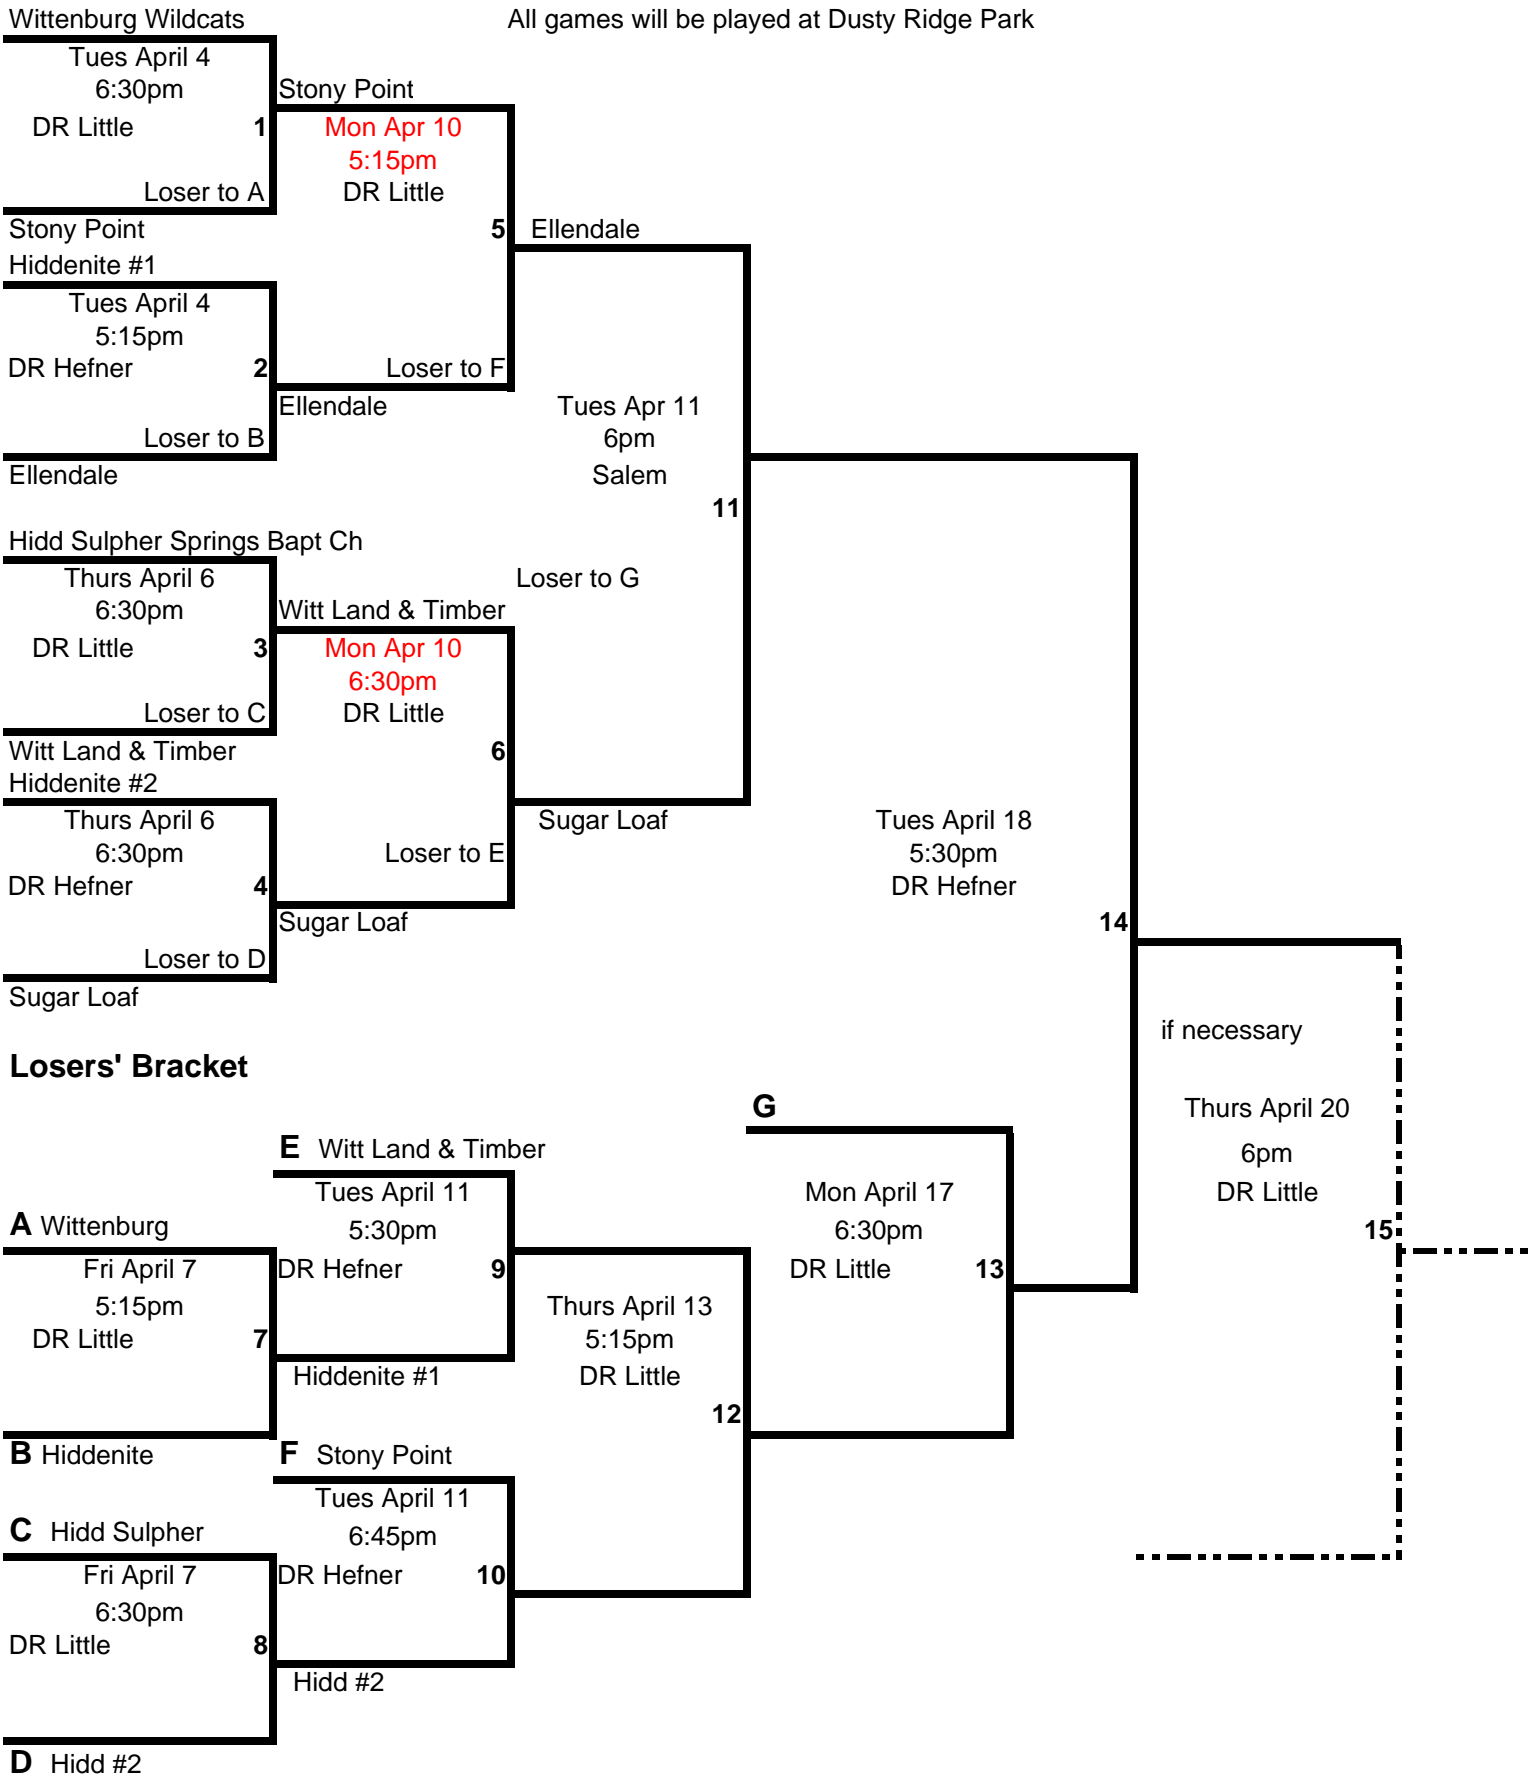 Wittenburg Wildcats
All games will be played at Dusty Ridge Park
Tues April 4
6:30pm
DR Little
1
Loser to A
Stony Point
Stony Point
Mon Apr 10
5:15pm
DR Little
5
Loser to F
Hiddenite #1
Tues April 4
5:15pm
DR Hefner
2
Loser to B
Ellendale
Ellendale
Ellendale
Tues Apr 11
6pm
Salem
11
Loser to G
Hidd Sulpher Springs Bapt Ch
Thurs April 6
6:30pm
DR Little
3
Loser to C
Witt Land & Timber
Witt Land & Timber
Mon Apr 10
6:30pm
DR Little
6
Loser to E
Hiddenite #2
Thurs April 6
6:30pm
DR Hefner
4
Loser to D
Sugar Loaf
Sugar Loaf
Sugar Loaf
Tues April 18
5:30pm
DR Hefner
14
if necessary
Thurs April 20
6pm
DR Little
15
Losers' Bracket
G
Mon April 17
6:30pm
DR Little
13
E Witt Land & Timber
Tues April 11
5:30pm
DR Hefner
9
Hiddenite #1
A Wittenburg
Fri April 7
5:15pm
DR Little
7
B Hiddenite
Thurs April 13
5:15pm
DR Little
12
F Stony Point
Tues April 11
6:45pm
DR Hefner
10
Hidd #2
C Hidd Sulpher
Fri April 7
6:30pm
DR Little
8
D Hidd #2